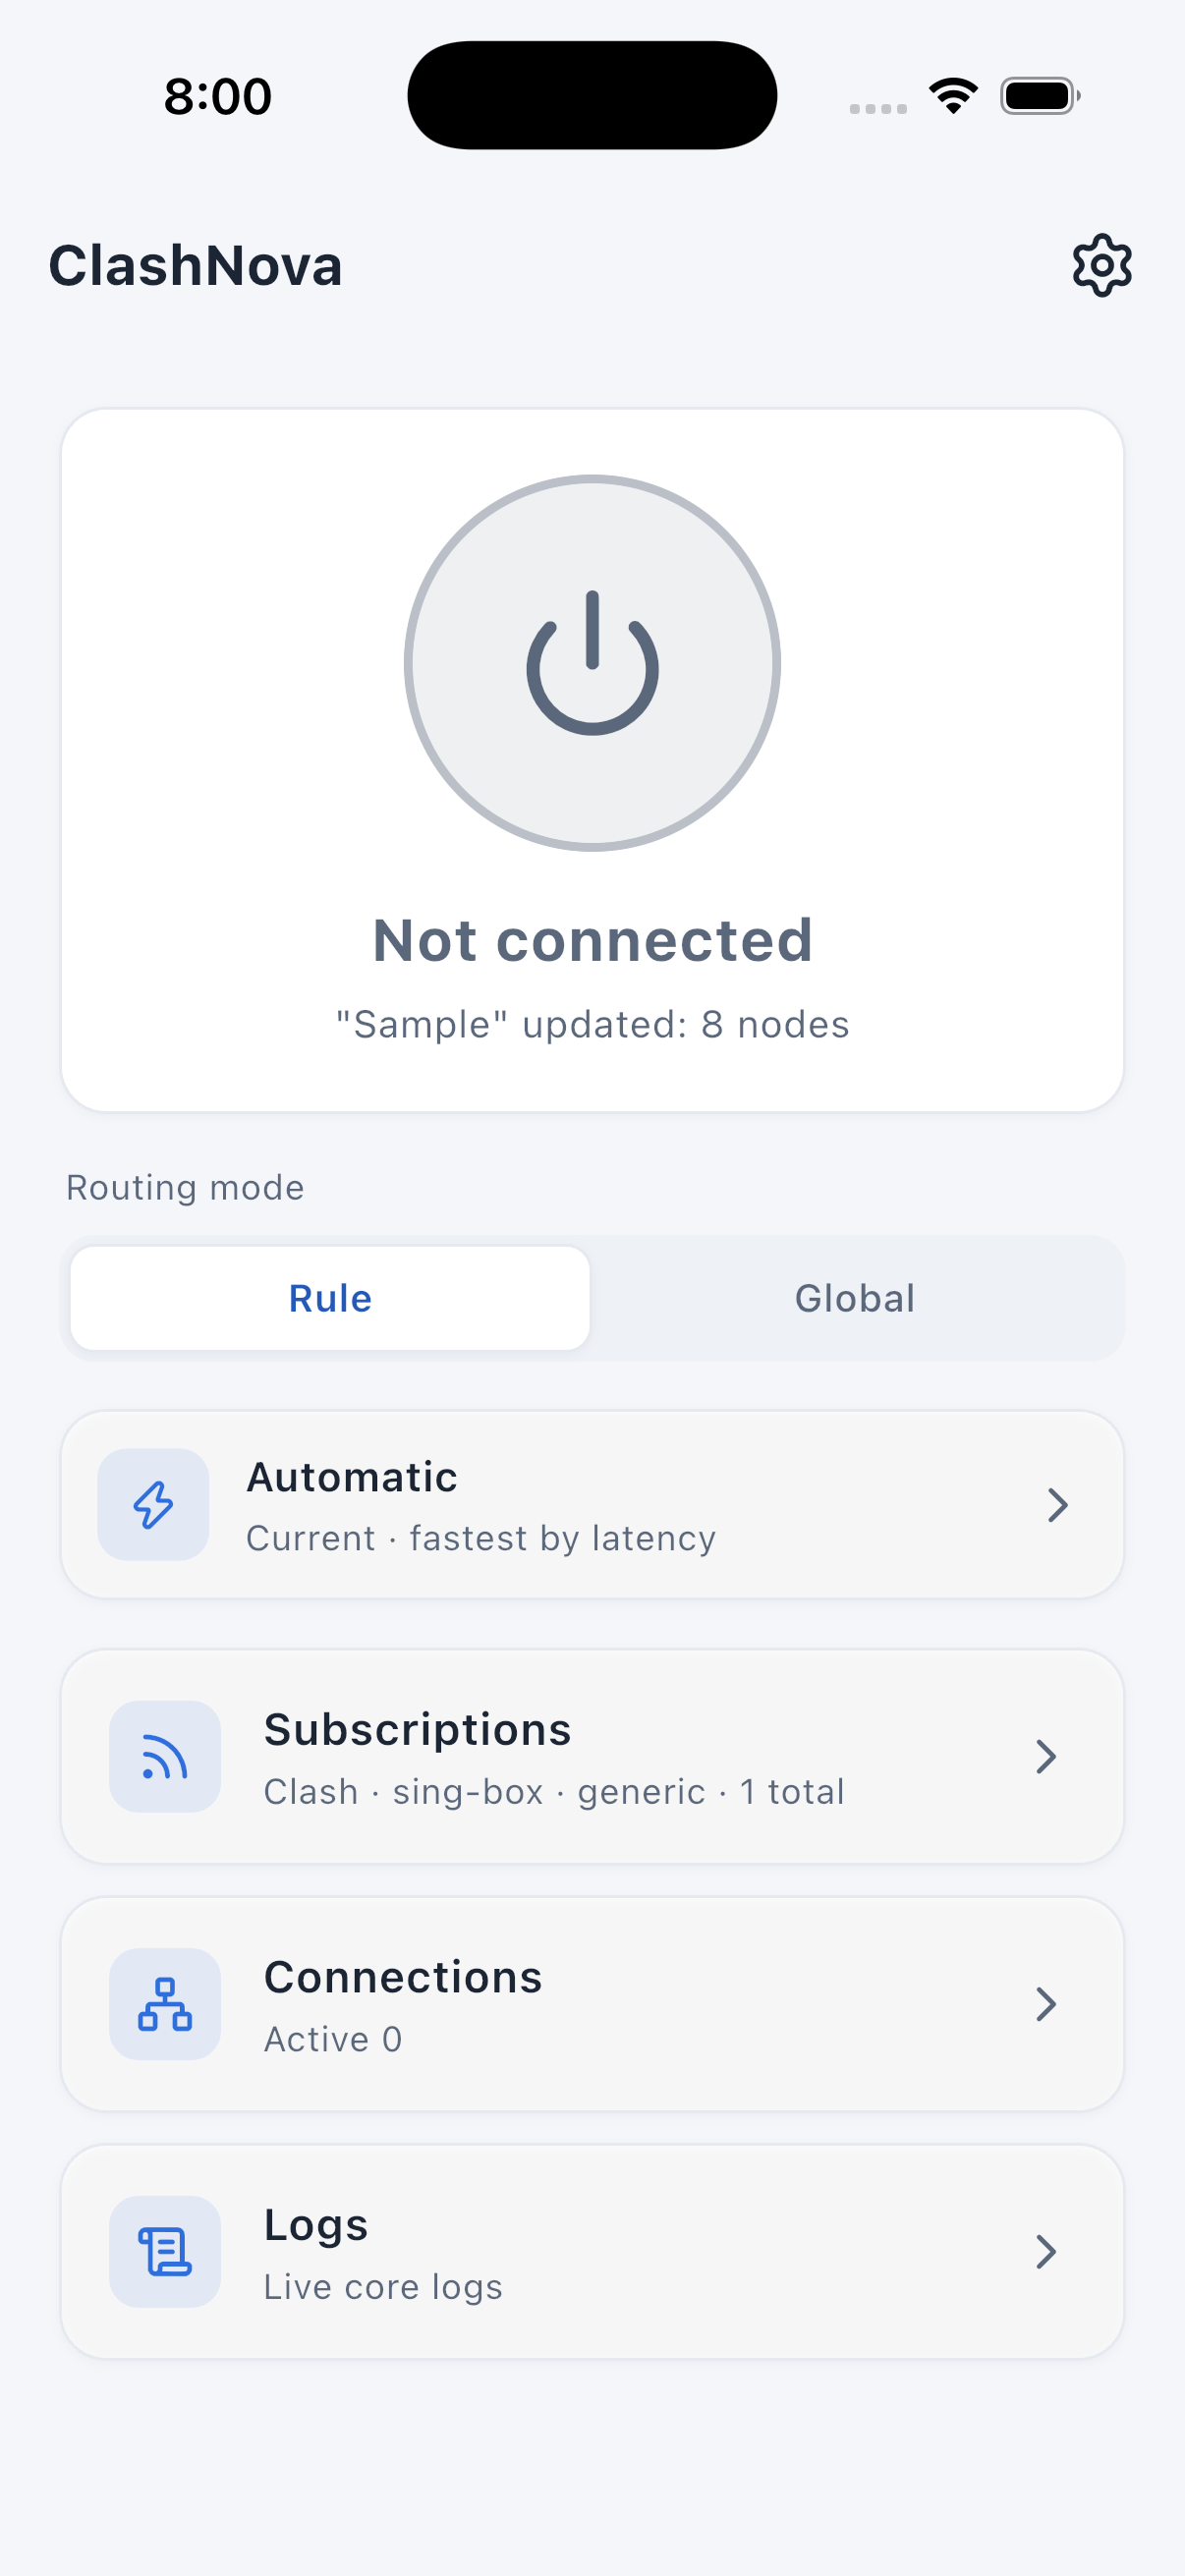 8:00
ClashNova
Not connected
"Sample" updated: 8 nodes
Routing mode
Rule
Global
Automatic
Current · fastest by latency
Subscriptions
Clash · sing-box · generic · 1 total
Connections
Active 0
Logs
Live core logs